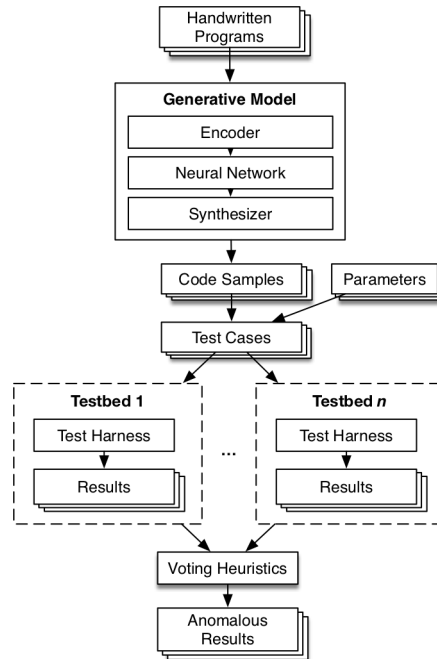 Handwritten
Programs
Generative Model
Encoder
Neural Network
Synthesizer
Code Samples
Parameters
Test Cases
Testbed 1
Testbed n
Test Harness
Test Harness
...
Results
Results
Voting Heuristics
Anomalous
Results